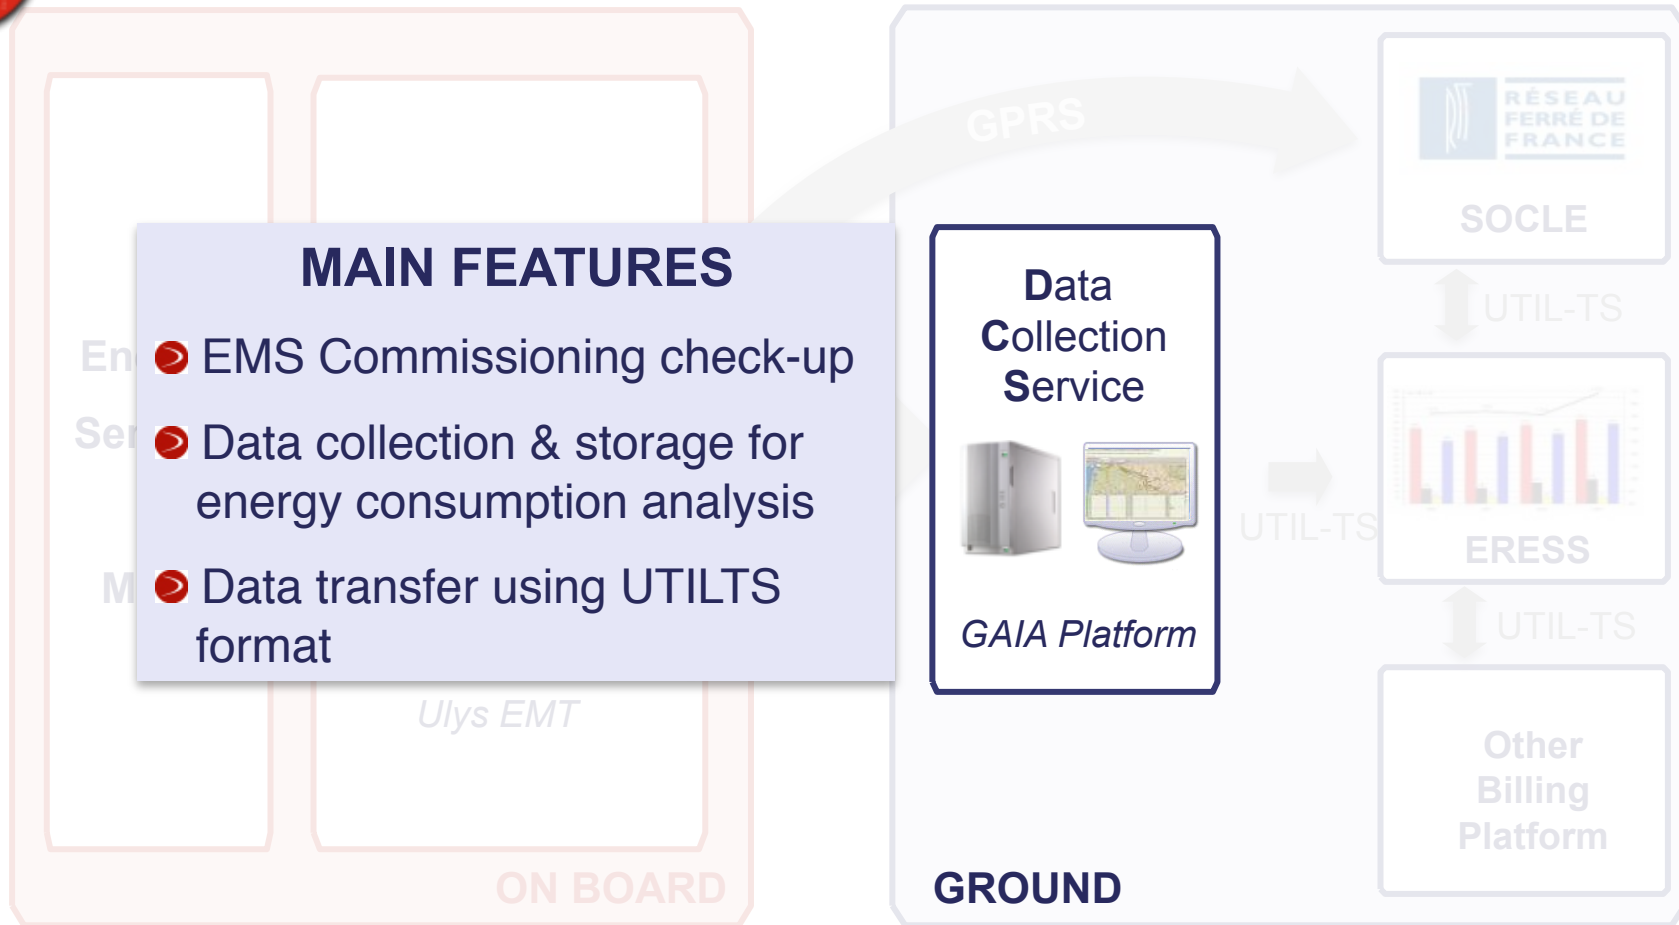 GPRS
RÉSEAU
FERRÉ DE
FRANCE
SOCLE
UTIL-TS
MAIN FEATURES
EMS Commissioning check-up
Data collection & storage for
energy consumption analysis
Data transfer using UTILTS
format
Data
Collection
Service
GAIA Platform
UTIL-TS
ERESS
UTIL-TS
Ulys EMT
Other
Billing
Platform
ON BOARD
GROUND